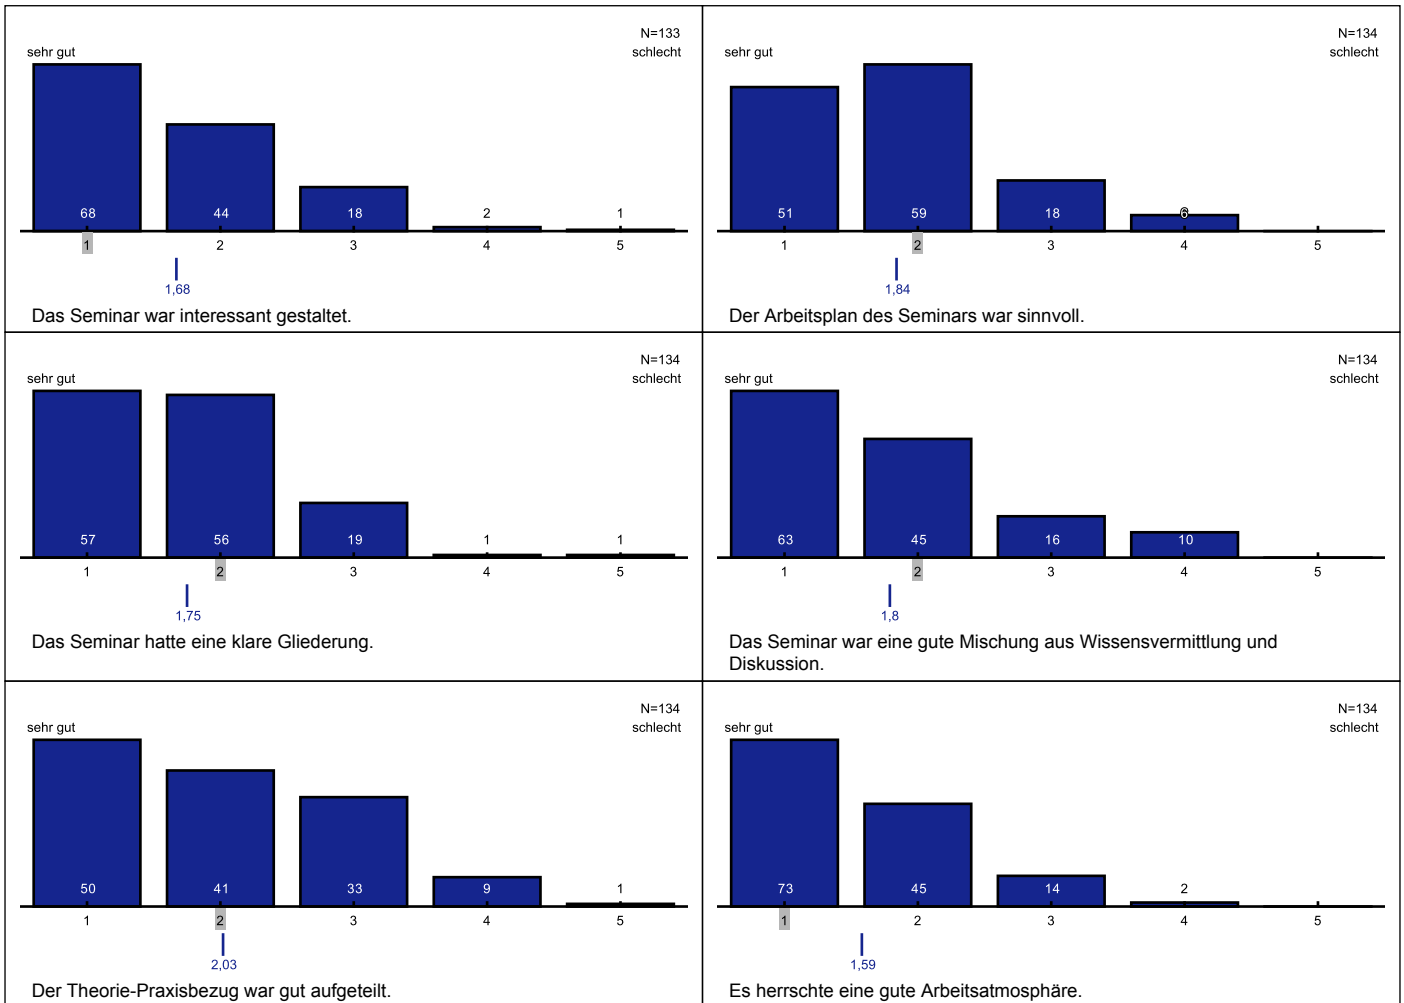 N=133
sehr gut schlecht
68 44 18 2 1
1 2 3 4 5
1,68
Das Seminar war interessant gestaltet.
N=134
sehr gut schlecht
51 59 18 6
1 2 3 4 5
1,84
Der Arbeitsplan des Seminars war sinnvoll.
N=134
sehr gut schlecht
57 56 19 1 1
1 2 3 4 5
1,75
Das Seminar hatte eine klare Gliederung.
N=134
sehr gut schlecht
63 45 16 10
1 2 3 4 5
1,8
Das Seminar war eine gute Mischung aus Wissensvermittlung und
Diskussion.
N=134
sehr gut schlecht
50 41 33 9 1
1 2 3 4 5
2,03
Der Theorie-Praxisbezug war gut aufgeteilt.
N=134
sehr gut schlecht
73 45 14 2
1 2 3 4 5
1,59
Es herrschte eine gute Arbeitsatmosphäre.